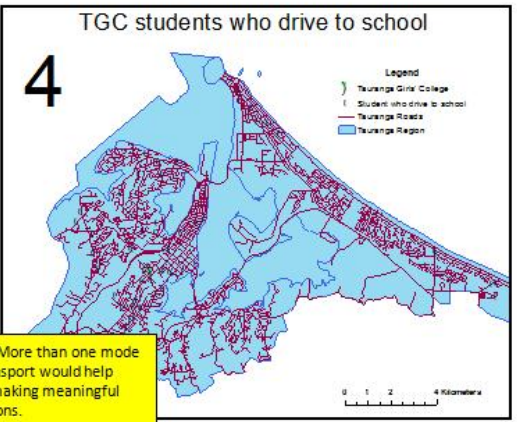 TGC students who drive to school
4
Legend
Tauranga Girls' College
Student who drive to school
Tauranga Roads
Tauranga Region
More than one mode
sport would help
making meaningful
ons.
0 1 2 4 Kilometers